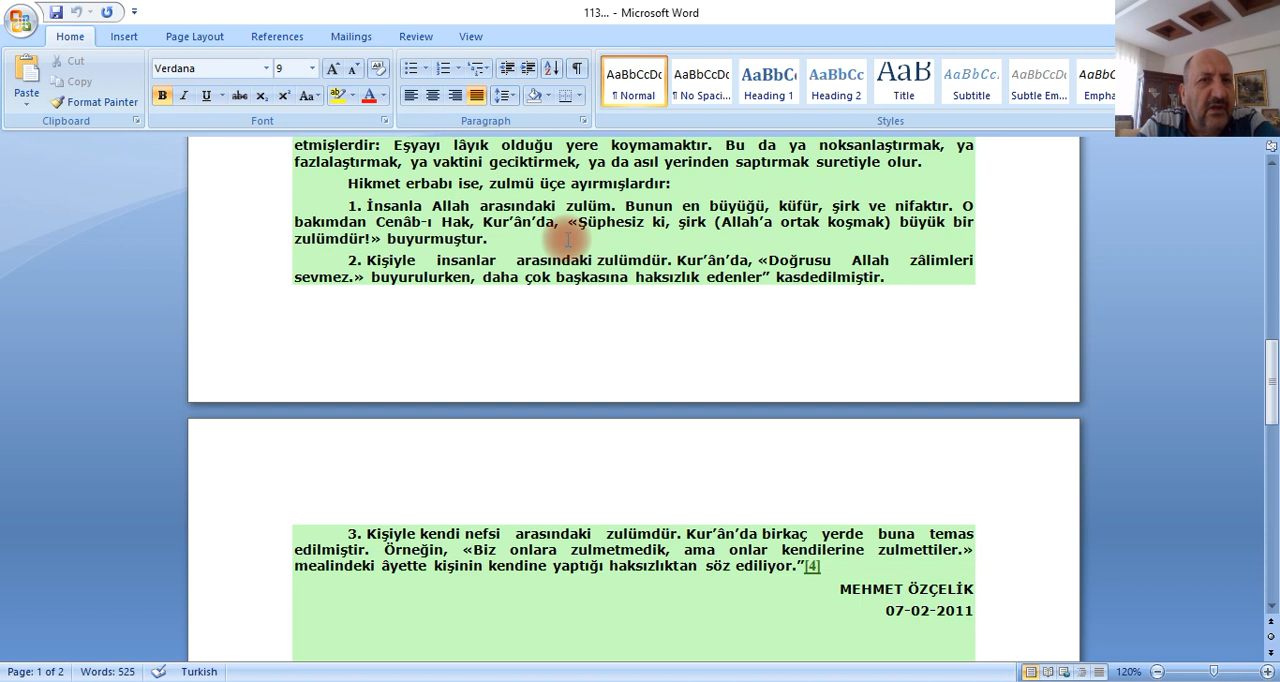 113... - Microsoft Word
Home Insert Page Layout References Mailings Review View
Paste
Cut
Copy
Format Painter
Clipboard
Verdana 9
B I U abc X₂ X² Aa
Font
Paragraph
AaBbCcDc AaBbCcDc AaBbCc AaBbCc AaB AaBbCc. AaBbCcDc AaBbCc
¶ Normal ¶ No Spaci... Heading 1 Heading 2 Title Subtitle Subtle Em... Empha
Styles
etmişlerdir: Eşyayı lâyık olduğu yere koymamaktır. Bu da ya noksanlaştırmak, ya
fazlalaştırmak, ya vaktini geciktirmek, ya da asıl yerinden saptırmak suretiyle olur.
Hikmet erbabı ise, zulmü üçe ayırmışlardır:
1. İnsanla Allah arasındaki zulüm. Bunun en büyüğü, küfür, şirk ve nifaktır. O
bakımdan Cenâb-ı Hak, Kur’ân’da, «Şüphesiz ki, şirk (Allah’a ortak koşmak) büyük bir
zulümdür!» buyurmuştur.
2. Kişiyle insanlar arasındaki zulümdür. Kur’ân’da, «Doğrusu Allah zâlimleri
sevmez.» buyurulurken, daha çok başkasına haksızlık edenler” kasdedilmiştir.
3. Kişiyle kendi nefsi arasındaki zulümdür. Kur’ân’da birkaç yerde buna temas
edilmiştir. Örneğin, «Biz onlara zulmetmedik, ama onlar kendilerine zulmettiler.»
mealindeki âyette kişinin kendine yaptığı haksızlıktan söz ediliyor.”[4]
MEHMET ÖZÇELİK
07-02-2011
Page: 1 of 2 Words: 525 Turkish 120%